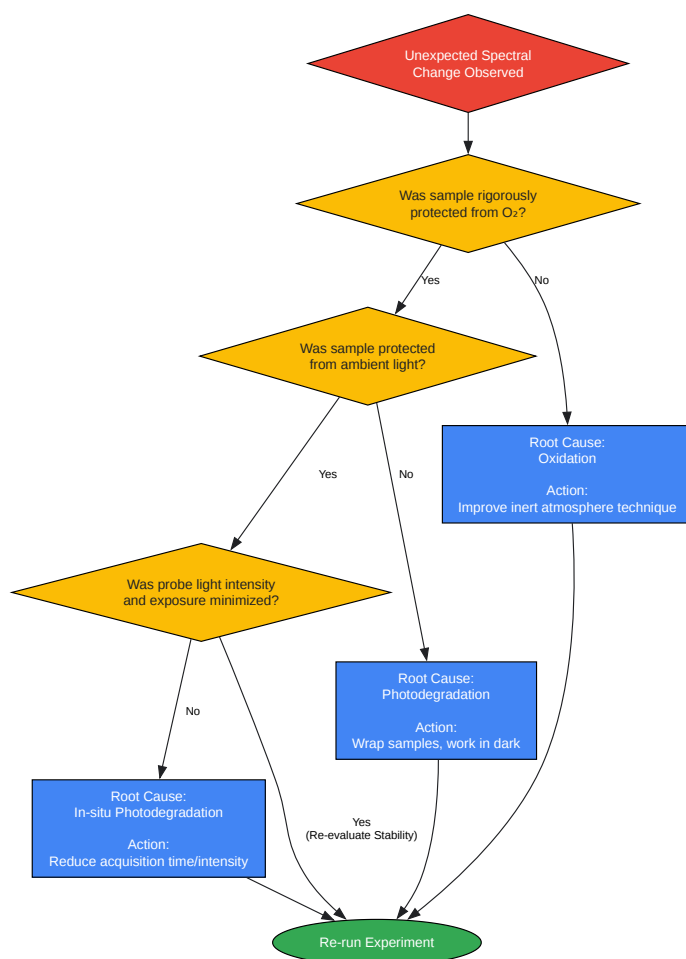 Unexpected Spectral
Change Observed
Was sample rigorously
protected from O₂?
Yes
No
Was sample protected
from ambient light?
Yes
No
Root Cause:
Oxidation
Action:
Improve inert atmosphere technique
Was probe light intensity
and exposure minimized?
No
Yes
(Re-evaluate Stability)
Root Cause:
Photodegradation
Action:
Wrap samples, work in dark
Root Cause:
In-situ Photodegradation
Action:
Reduce acquisition time/intensity
Re-run Experiment